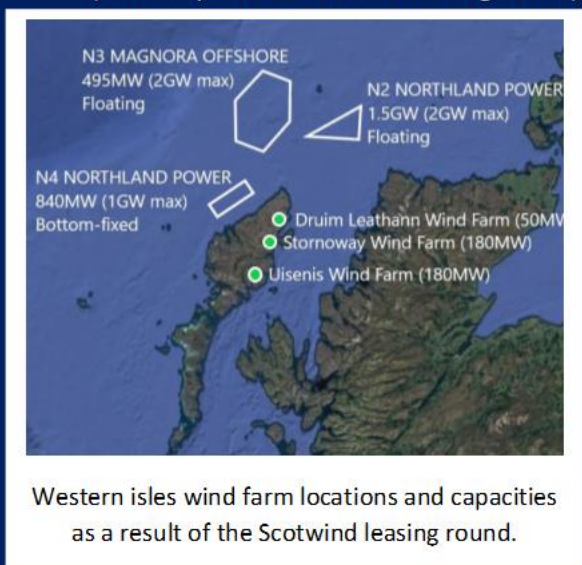 N3 MAGNORA OFFSHORE
495MW (2GW max)
Floating
N2 NORTHLAND POWER
1.5GW (2GW max)
Floating
N4 NORTHLAND POWER
840MW (1GW max)
Bottom-fixed
Druim Leathann Wind Farm (50MW
Stornoway Wind Farm (180MW)
Uisenis Wind Farm (180MW)
Western isles wind farm locations and capacities
as a result of the Scotwind leasing round.